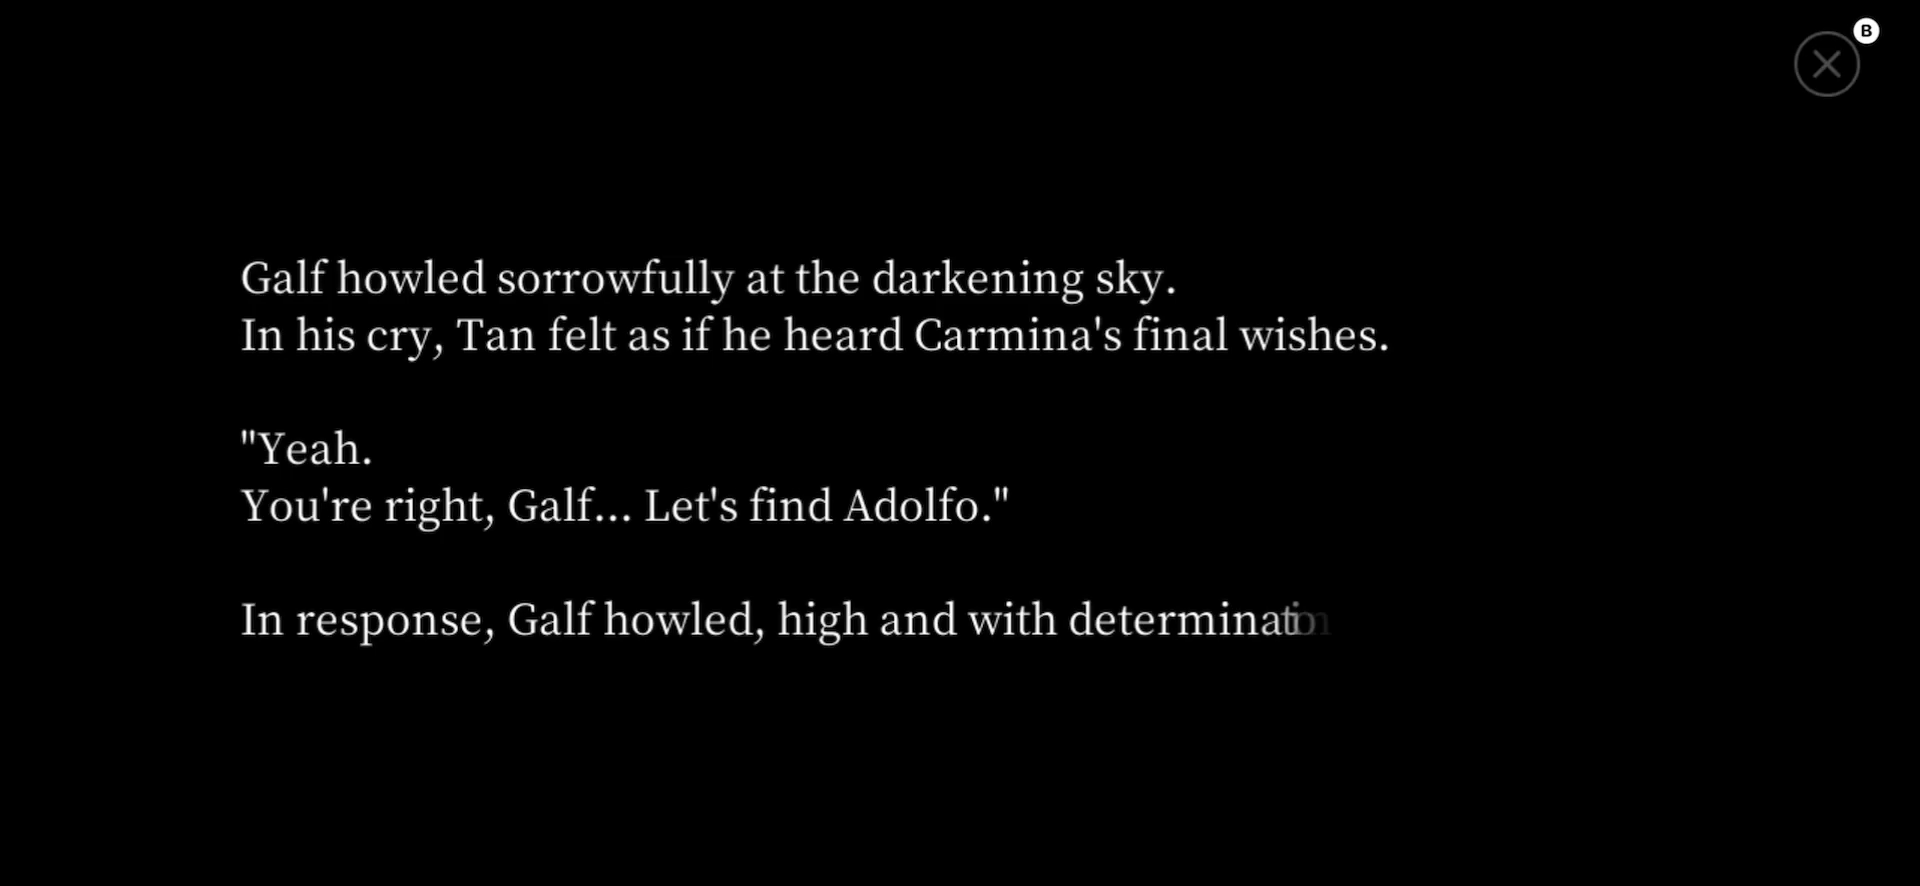 B
Galf howled sorrowfully at the darkening sky.
In his cry, Tan felt as if he heard Carmina's final wishes.
"Yeah.
You're right, Galf... Let's find Adolfo."
In response, Galf howled, high and with determination